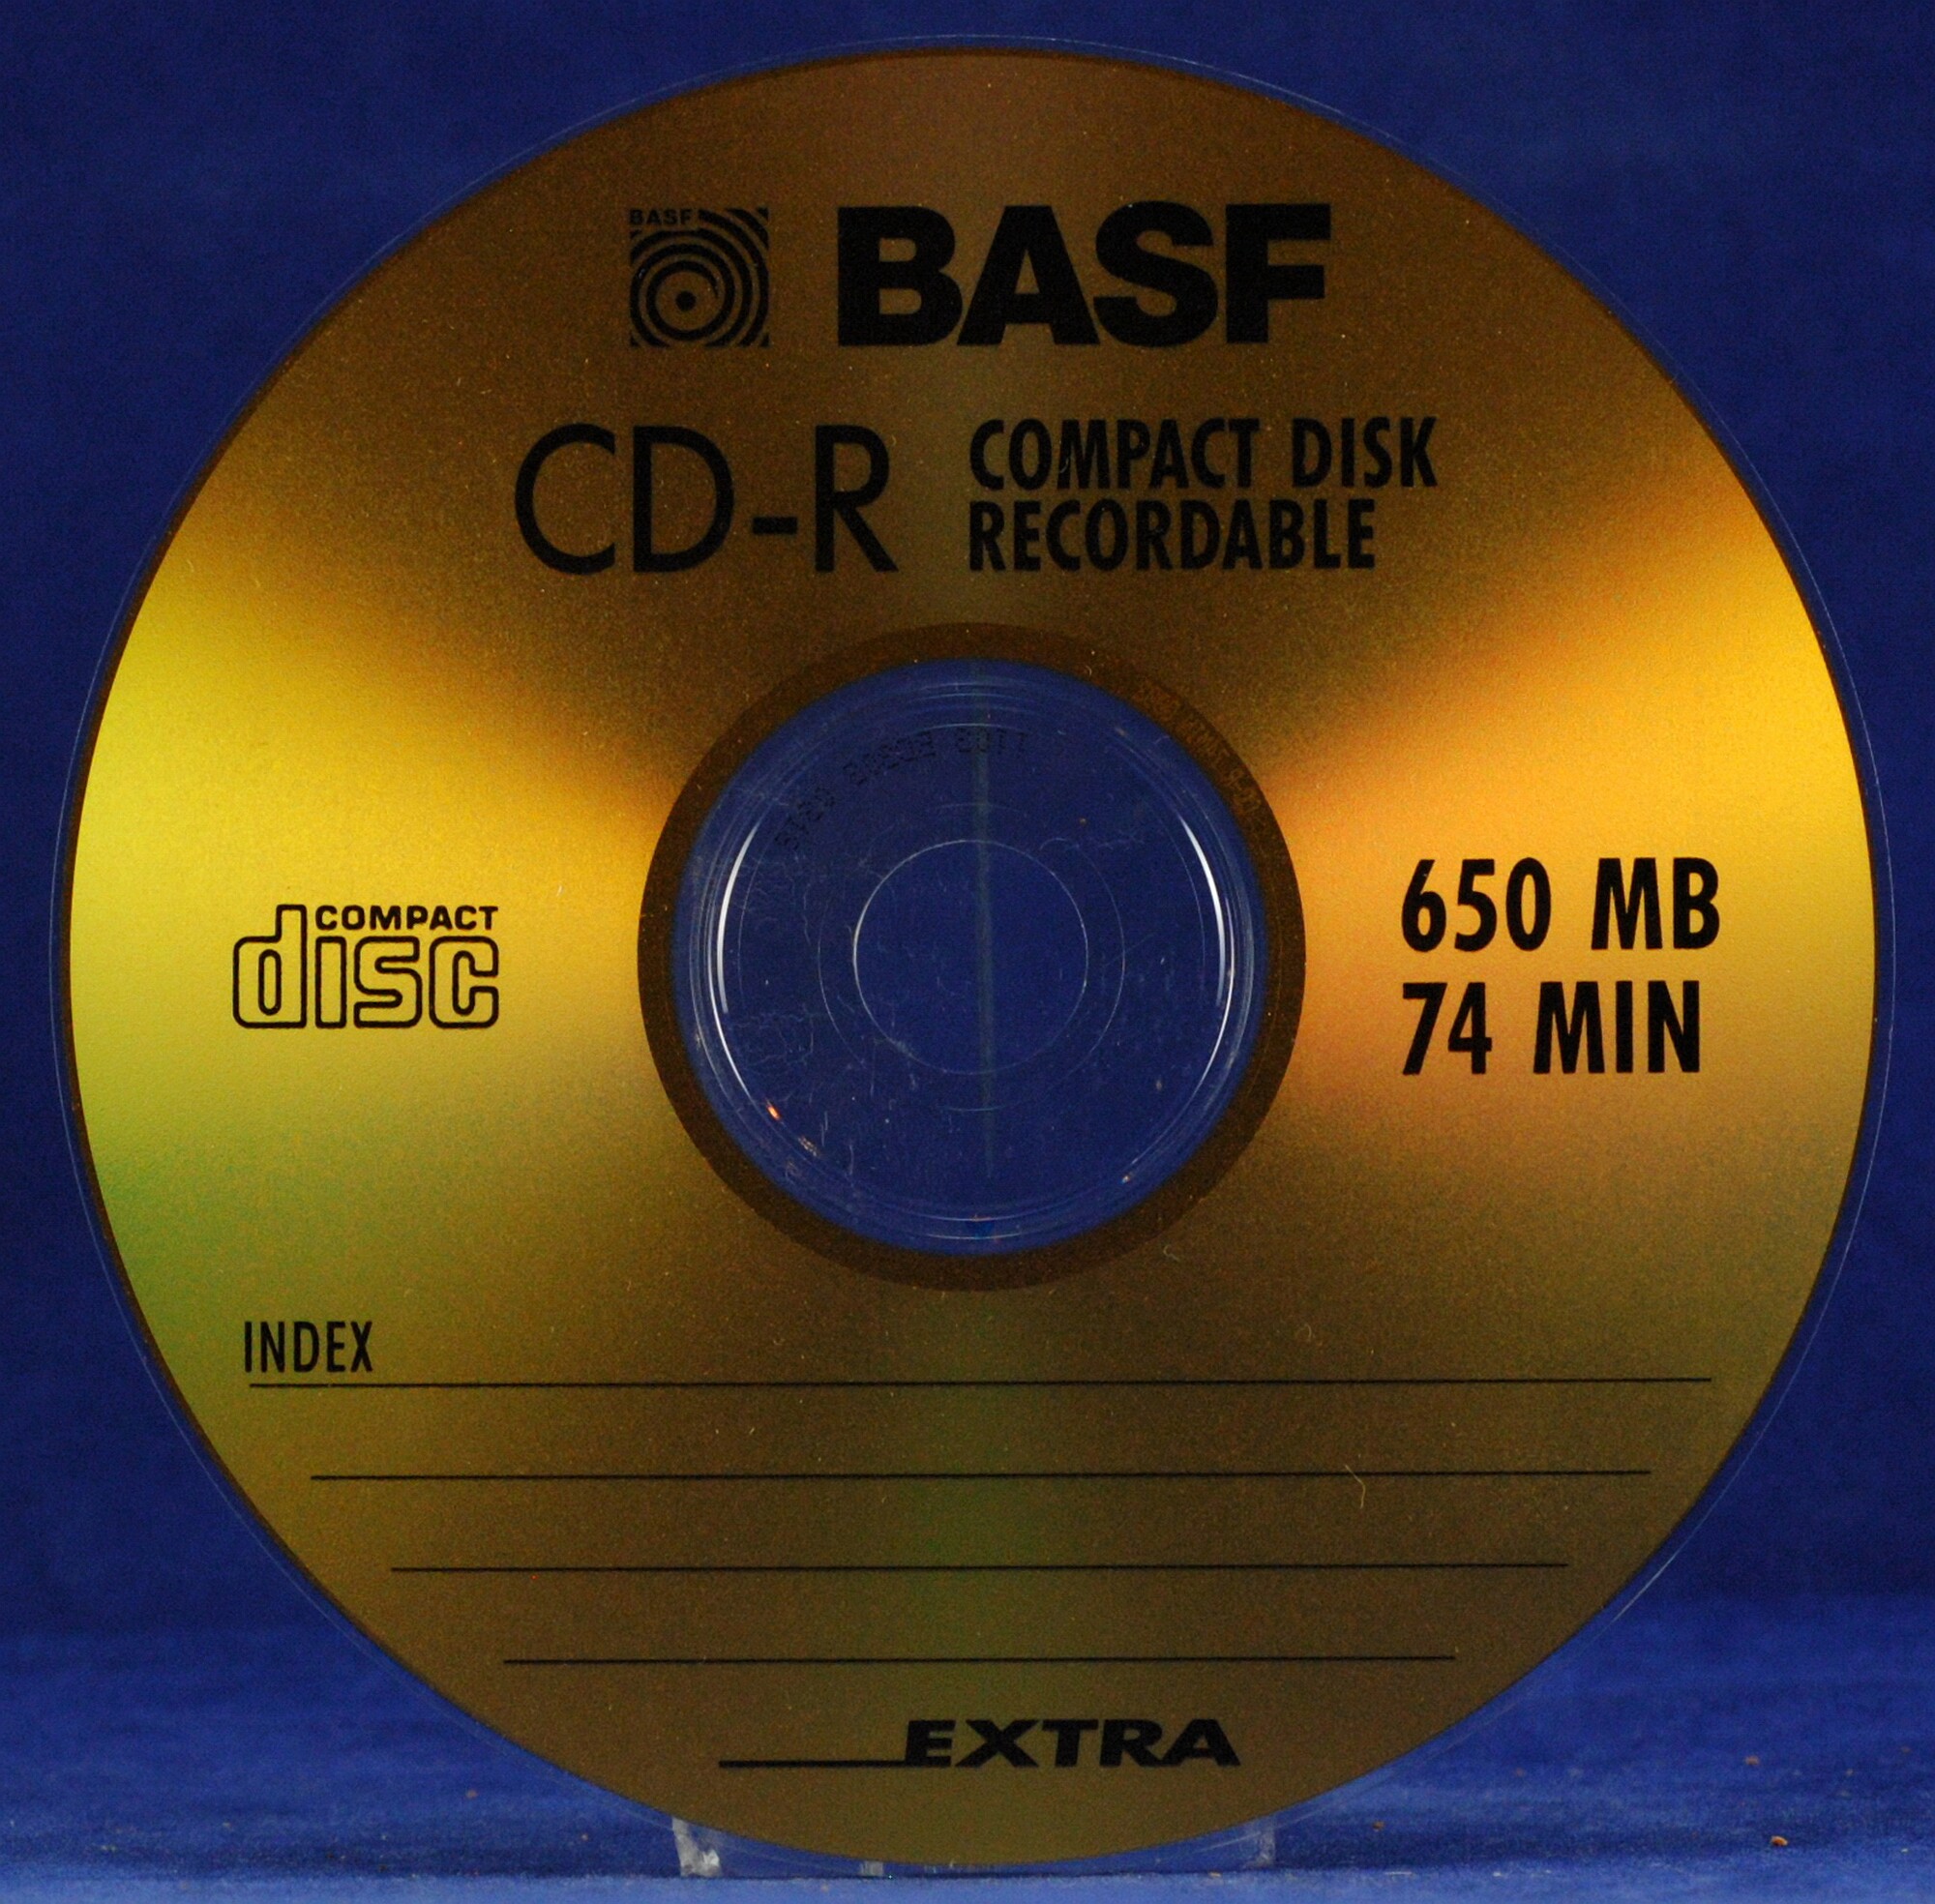 BASF
BASF
CD-R
COMPACT DISK
RECORDABLE
COMPACT
disc
650 MB
74 MIN
INDEX
EXTRA